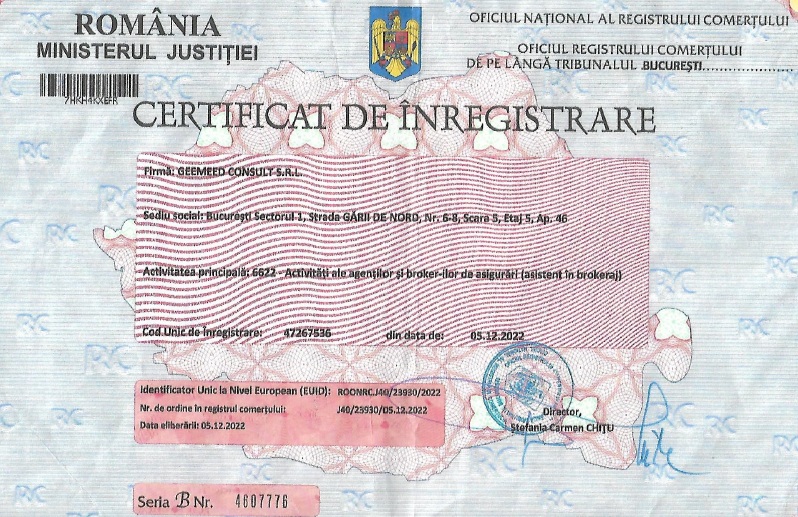 ROMÂNIA
MINISTERUL JUSTIȚIEI
7HKH4KXEFR
OFICIUL NAȚIONAL AL REGISTRULUI COMERȚULUI
OFICIUL REGISTRULUI COMERȚULUI
DE PE LÂNGĂ TRIBUNALUL BUCUREȘTI
CERTIFICAT DE ÎNREGISTRARE
Firmă: GEEMEED CONSULT S.R.L.
Sediu social: București Sectorul 1, Strada GĂRII DE NORD, Nr. 6-8, Scara 5, Etaj 5, Ap. 46
Activitatea principală: 6622 - Activități ale agenților și broker-ilor de asigurări (asistent în brokeraj)
Cod Unic de Înregistrare: 47267536 din data de: 05.12.2022
Identificator Unic la Nivel European (EUID): ROONRC.J40/23930/2022
Nr. de ordine în registrul comerțului: J40/23930/05.12.2022
Data eliberării: 05.12.2022
Director,
Ștefania Carmen CHIȚU
Seria B Nr. 4607776